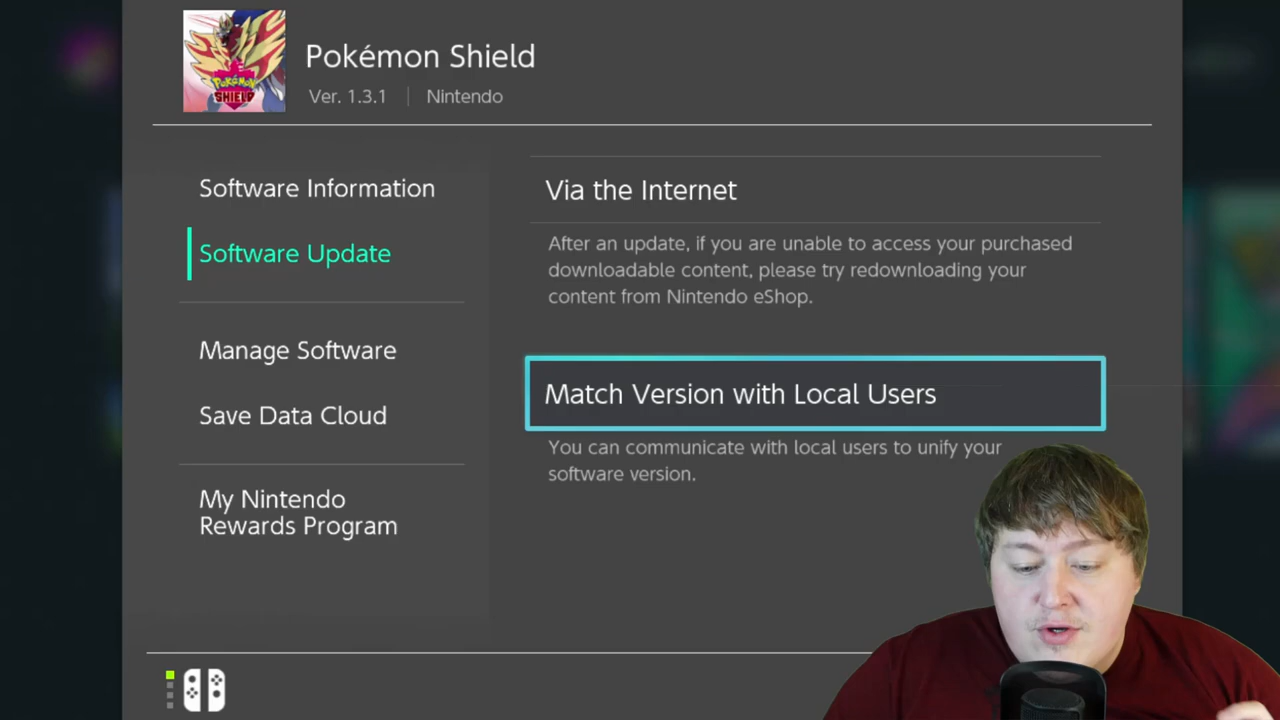 POKÉMON
SHIELD
Pokémon Shield
Ver. 1.3.1 | Nintendo
Software Information
Software Update
Manage Software
Save Data Cloud
My Nintendo
Rewards Program
Via the Internet
After an update, if you are unable to access your purchased
downloadable content, please try redownloading your
content from Nintendo eShop.
Match Version with Local Users
You can communicate with local users to unify your
software version.